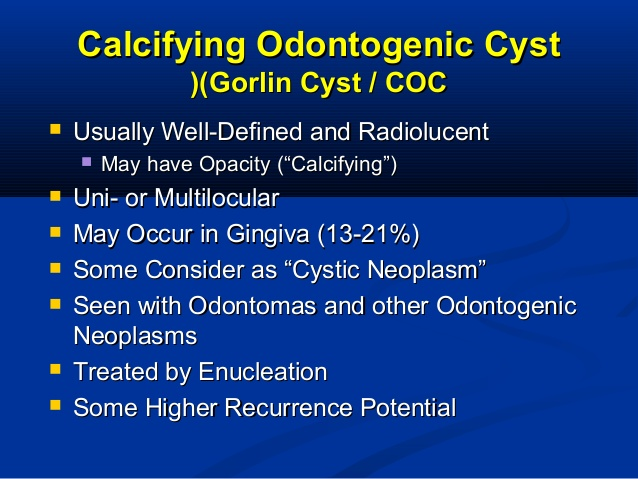 Calcifying Odontogenic Cyst
)(Gorlin Cyst / COC
Usually Well-Defined and Radiolucent
May have Opacity (“Calcifying”)
Uni- or Multilocular
May Occur in Gingiva (13-21%)
Some Consider as “Cystic Neoplasm”
Seen with Odontomas and other Odontogenic
Neoplasms
Treated by Enucleation
Some Higher Recurrence Potential